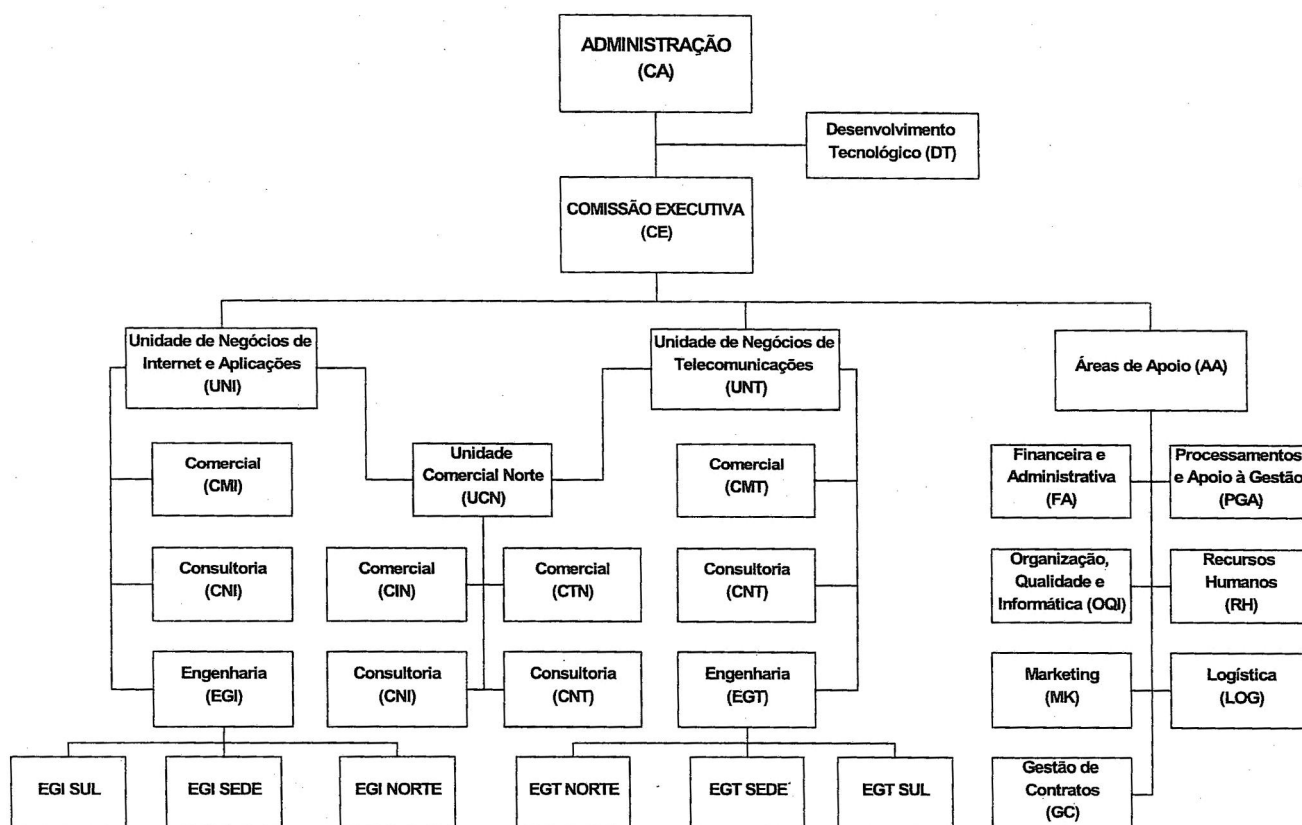 ADMINISTRAÇÃO
(CA)
Desenvolvimento
Tecnológico (DT)
COMISSÃO EXECUTIVA
(CE)
Unidade de Negócios de
Internet e Aplicações
(UNI)
Unidade de Negócios de
Telecomunicações
(UNT)
Áreas de Apoio (AA)
Comercial
(CMI)
Unidade
Comercial Norte
(UCN)
Comercial
(CMT)
Financeira e
Administrativa
(FA)
Processamentos
e Apoio à Gestão
(PGA)
Consultoria
(CNI)
Comercial
(CIN)
Comercial
(CTN)
Consultoria
(CNT)
Organização,
Qualidade e
Informática (OQI)
Recursos
Humanos
(RH)
Engenharia
(EGI)
Consultoria
(CNI)
Consultoria
(CNT)
Engenharia
(EGT)
Marketing
(MK)
Logística
(LOG)
EGI SUL
EGI SEDE
EGI NORTE
EGT NORTE
EGT SEDE
EGT SUL
Gestão de
Contratos
(GC)